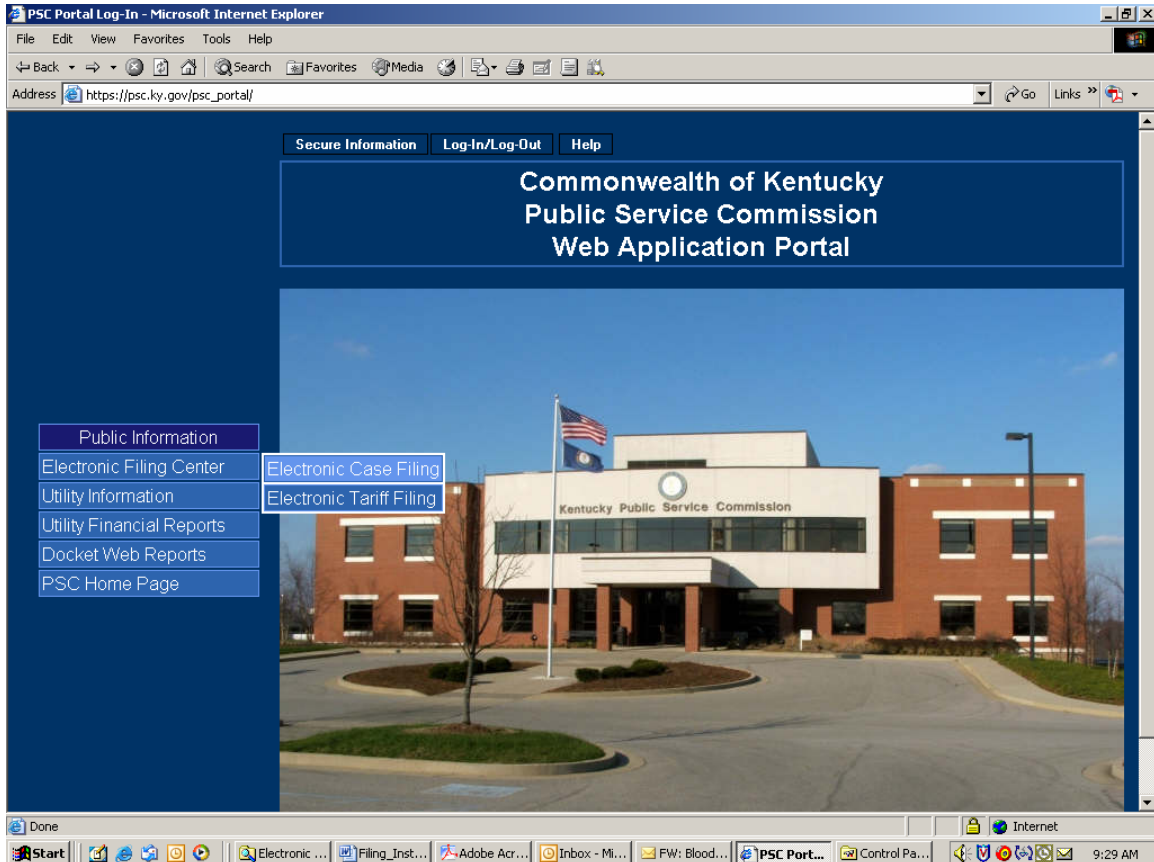 PSC Portal Log-In - Microsoft Internet Explorer
File Edit View Favorites Tools Help
Back Search Favorites Media
Address https://psc.ky.gov/psc_portal/ Go Links »
Secure Information Log-In/Log-Out Help
Commonwealth of Kentucky
Public Service Commission
Web Application Portal
Public Information
Electronic Filing Center
Utility Information
Utility Financial Reports
Docket Web Reports
PSC Home Page
Electronic Case Filing
Electronic Tariff Filing
Kentucky Public Service Commission
Done Internet
Start Electronic ... Filing_Inst... Adobe Acr... Inbox - Mi... FW: Blood... PSC Port... Control Pa... 9:29 AM